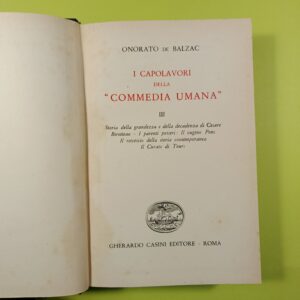 ONORATO DE BALZAC
I CAPOLAVORI
DELLA
"COMMEDIA UMANA"
III
Storia della grandezza e della decadenza di Cesare
Birotteau - I parenti poveri: Il cugino Pons
Il rovescio della storia contemporanea
Il Curato di Tours
GHERARDO CASINI EDITORE - ROMA